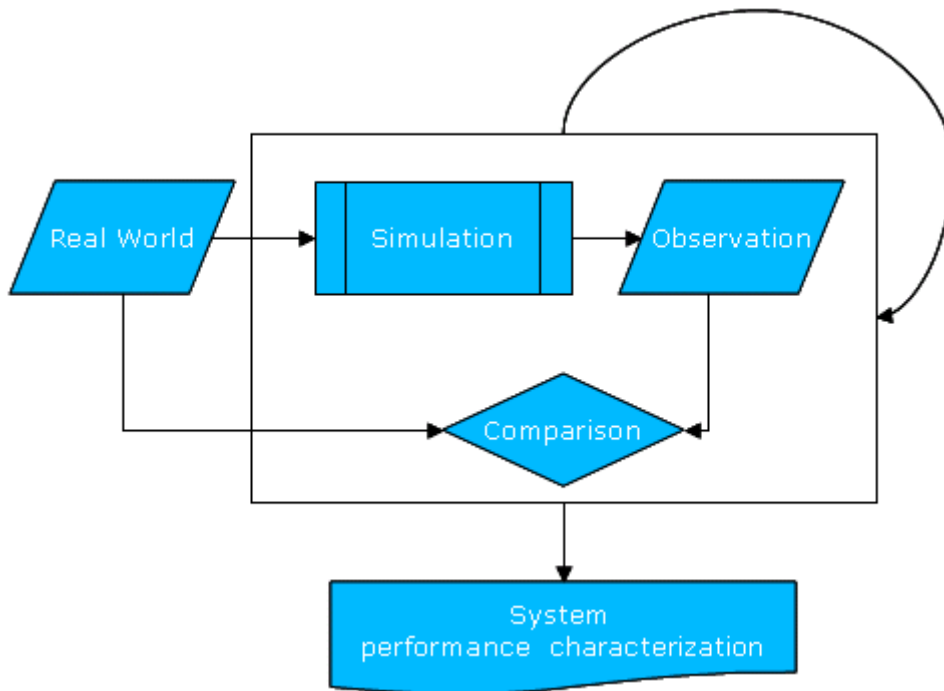 Real World
Simulation
Observation
Comparison
System
performance characterization